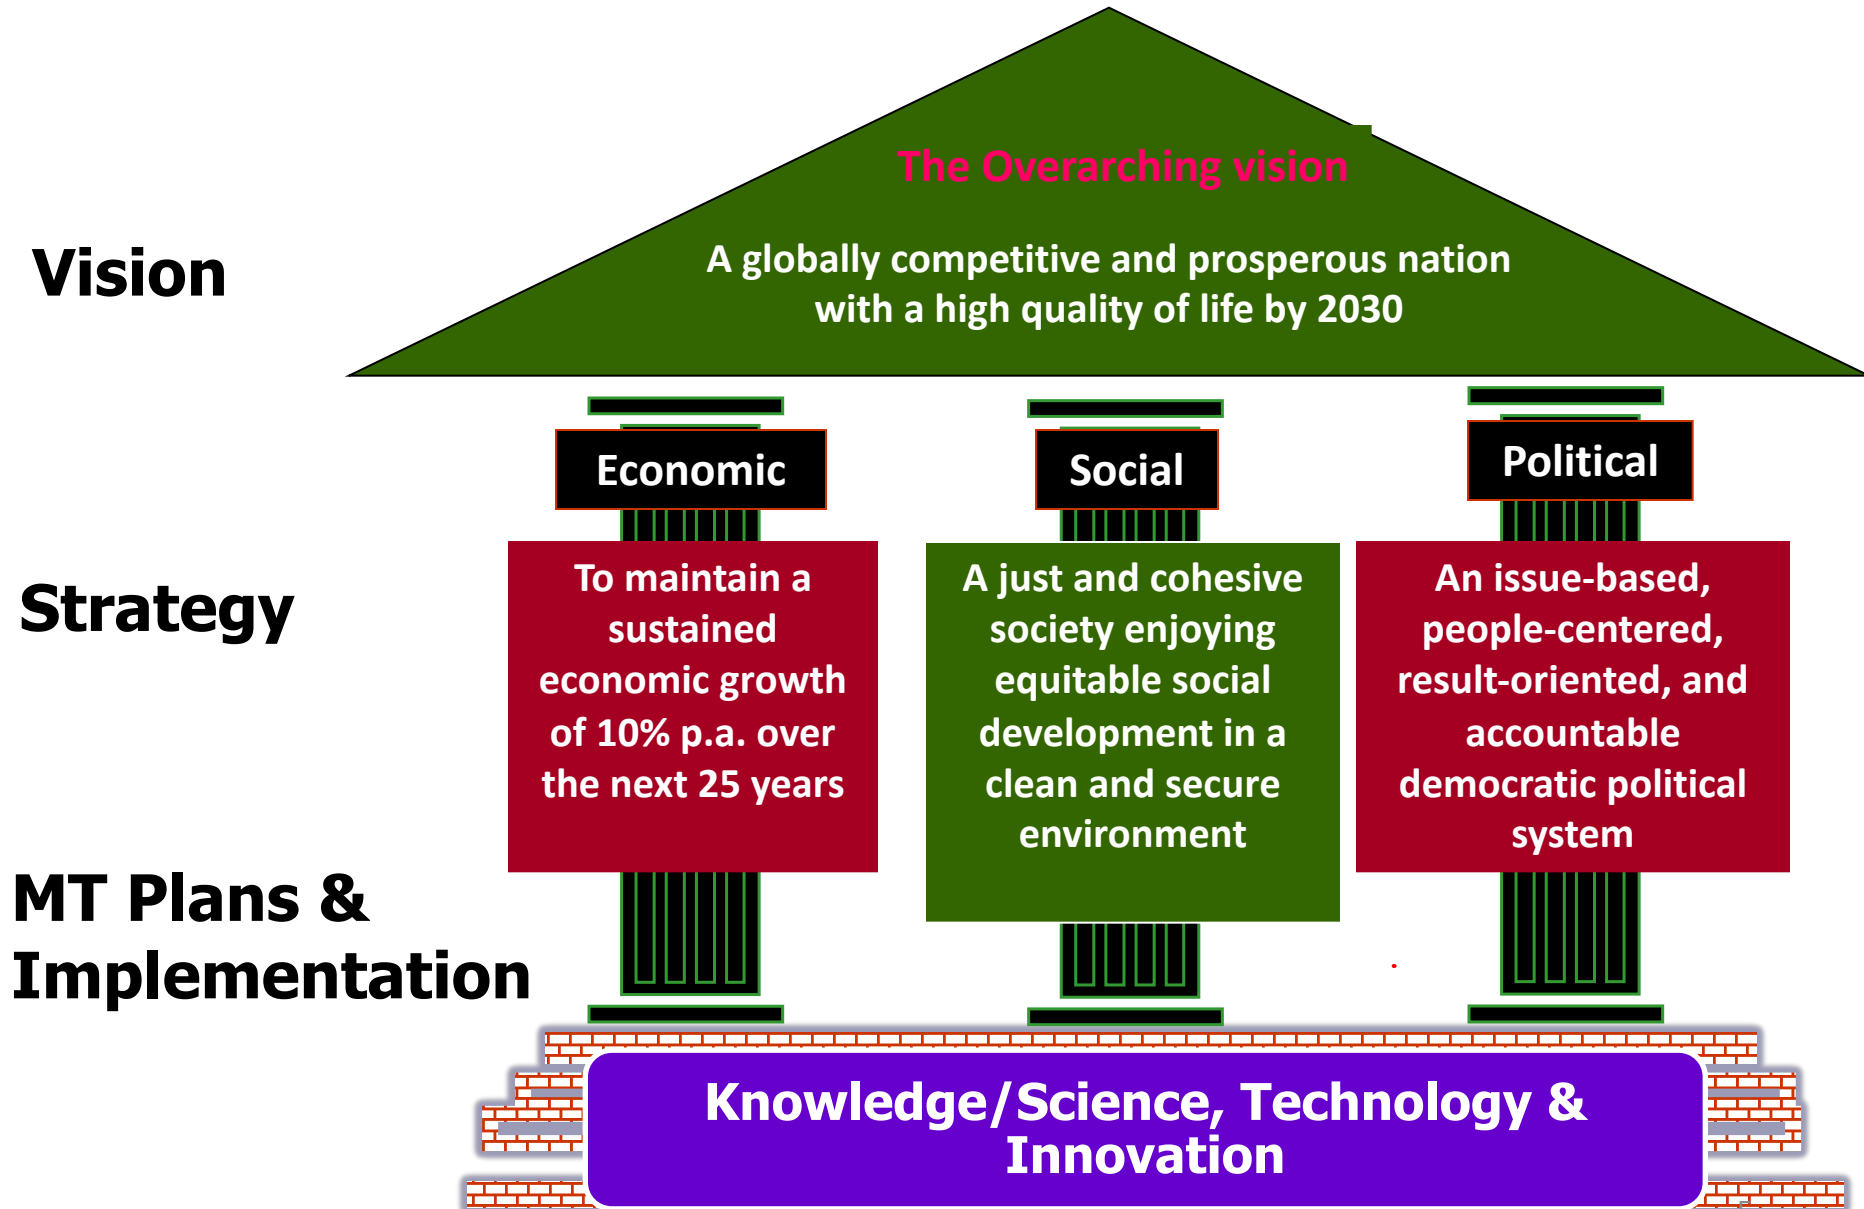 The Overarching vision
Vision
A globally competitive and prosperous nation
with a high quality of life by 2030
Economic
Social
Political
Strategy
To maintain a
sustained
economic growth
of 10% p.a. over
the next 25 years
A just and cohesive
society enjoying
equitable social
development in a
clean and secure
environment
An issue-based,
people-centered,
result-oriented, and
accountable
democratic political
system
MT Plans &
Implementation
.
Knowledge/Science, Technology &
Innovation